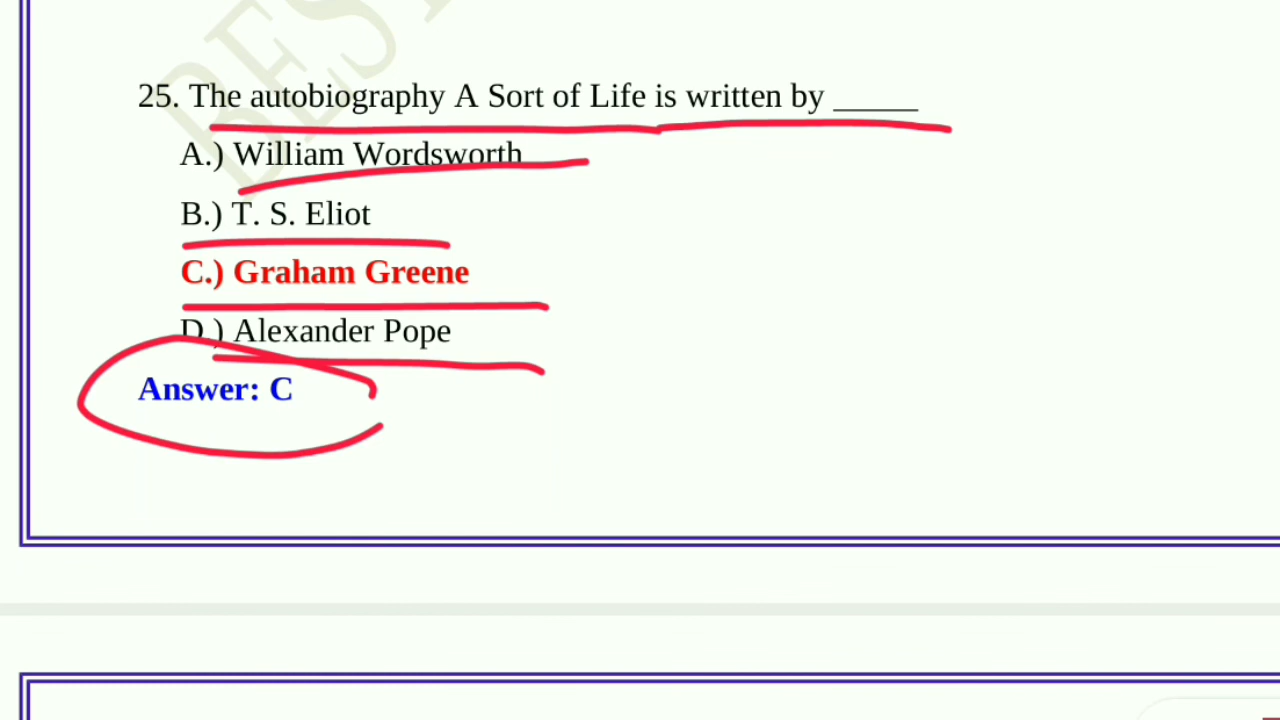 25. The autobiography A Sort of Life is written by _____
A.) William Wordsworth
B.) T. S. Eliot
C.) Graham Greene
D.) Alexander Pope
Answer: C